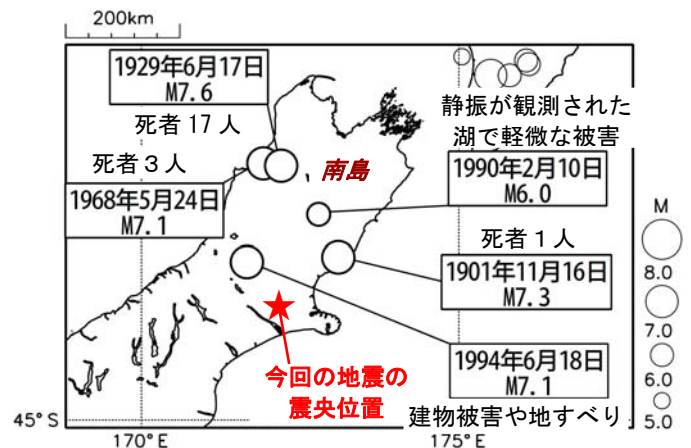 200km
1929年6月17日
M7.6
死者 17 人
静振が観測された
湖で軽微な被害
死者 3 人
南島
1990年2月10日
M6.0
1968年5月24日
M7.1
死者 1 人
M
8.0
7.0
6.0
5.0
1901年11月16日
M7.3
1994年6月18日
M7.1
今回の地震の
震央位置
建物被害や地すべり
45°S
170°E
175°E